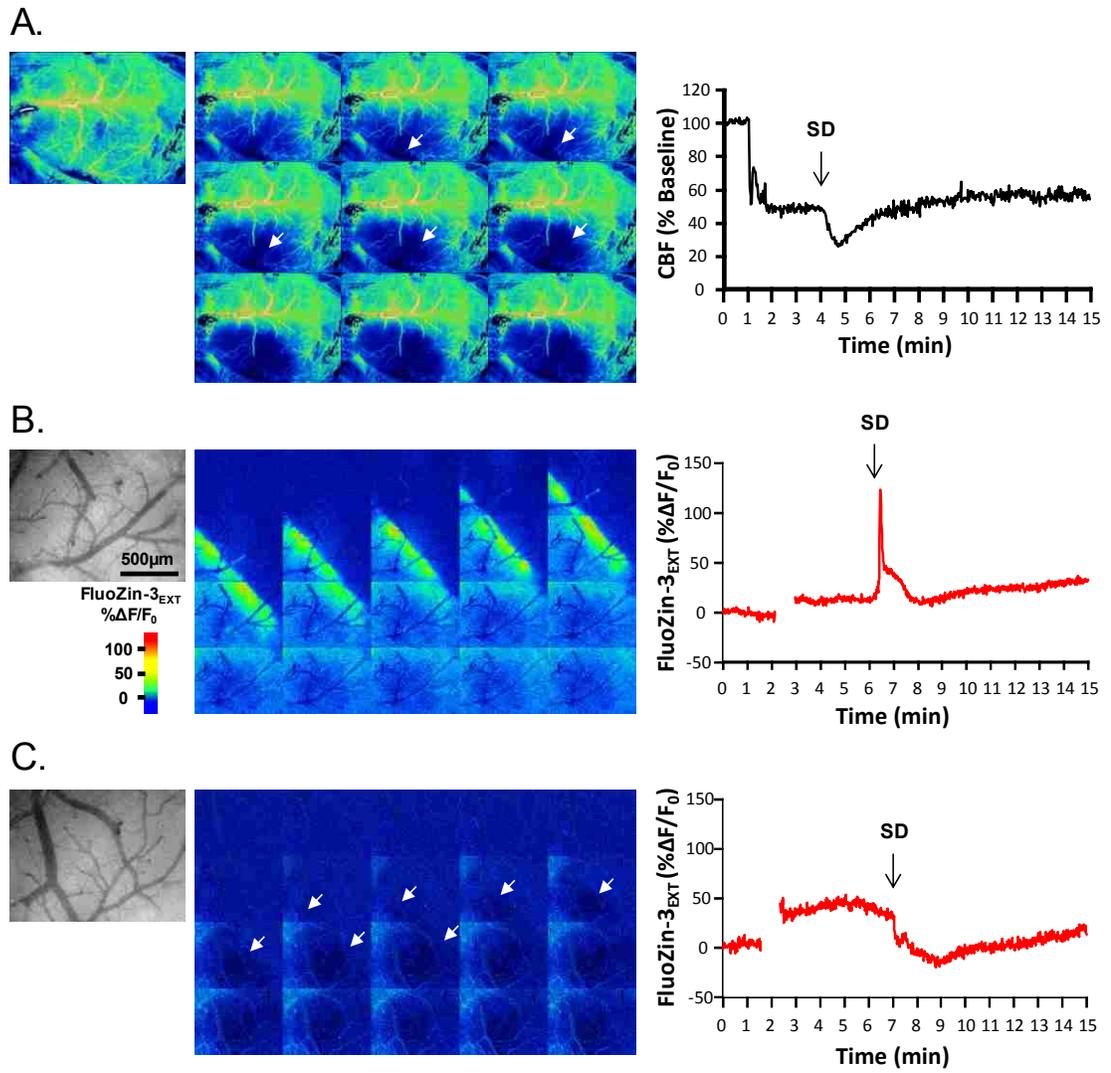 A.
120
100
80
60
40
20
0
CBF (% Baseline)
SD
0 1 2 3 4 5 6 7 8 9 10 11 12 13 14 15
Time (min)
B.
500µm
FluoZin-3EXT
%ΔF/F0
100
50
0
SD
150
100
50
0
-50
FluoZin-3EXT (%ΔF/F0)
0 1 2 3 4 5 6 7 8 9 10 11 12 13 14 15
Time (min)
C.
SD
150
100
50
0
-50
FluoZin-3EXT (%ΔF/F0)
0 1 2 3 4 5 6 7 8 9 10 11 12 13 14 15
Time (min)